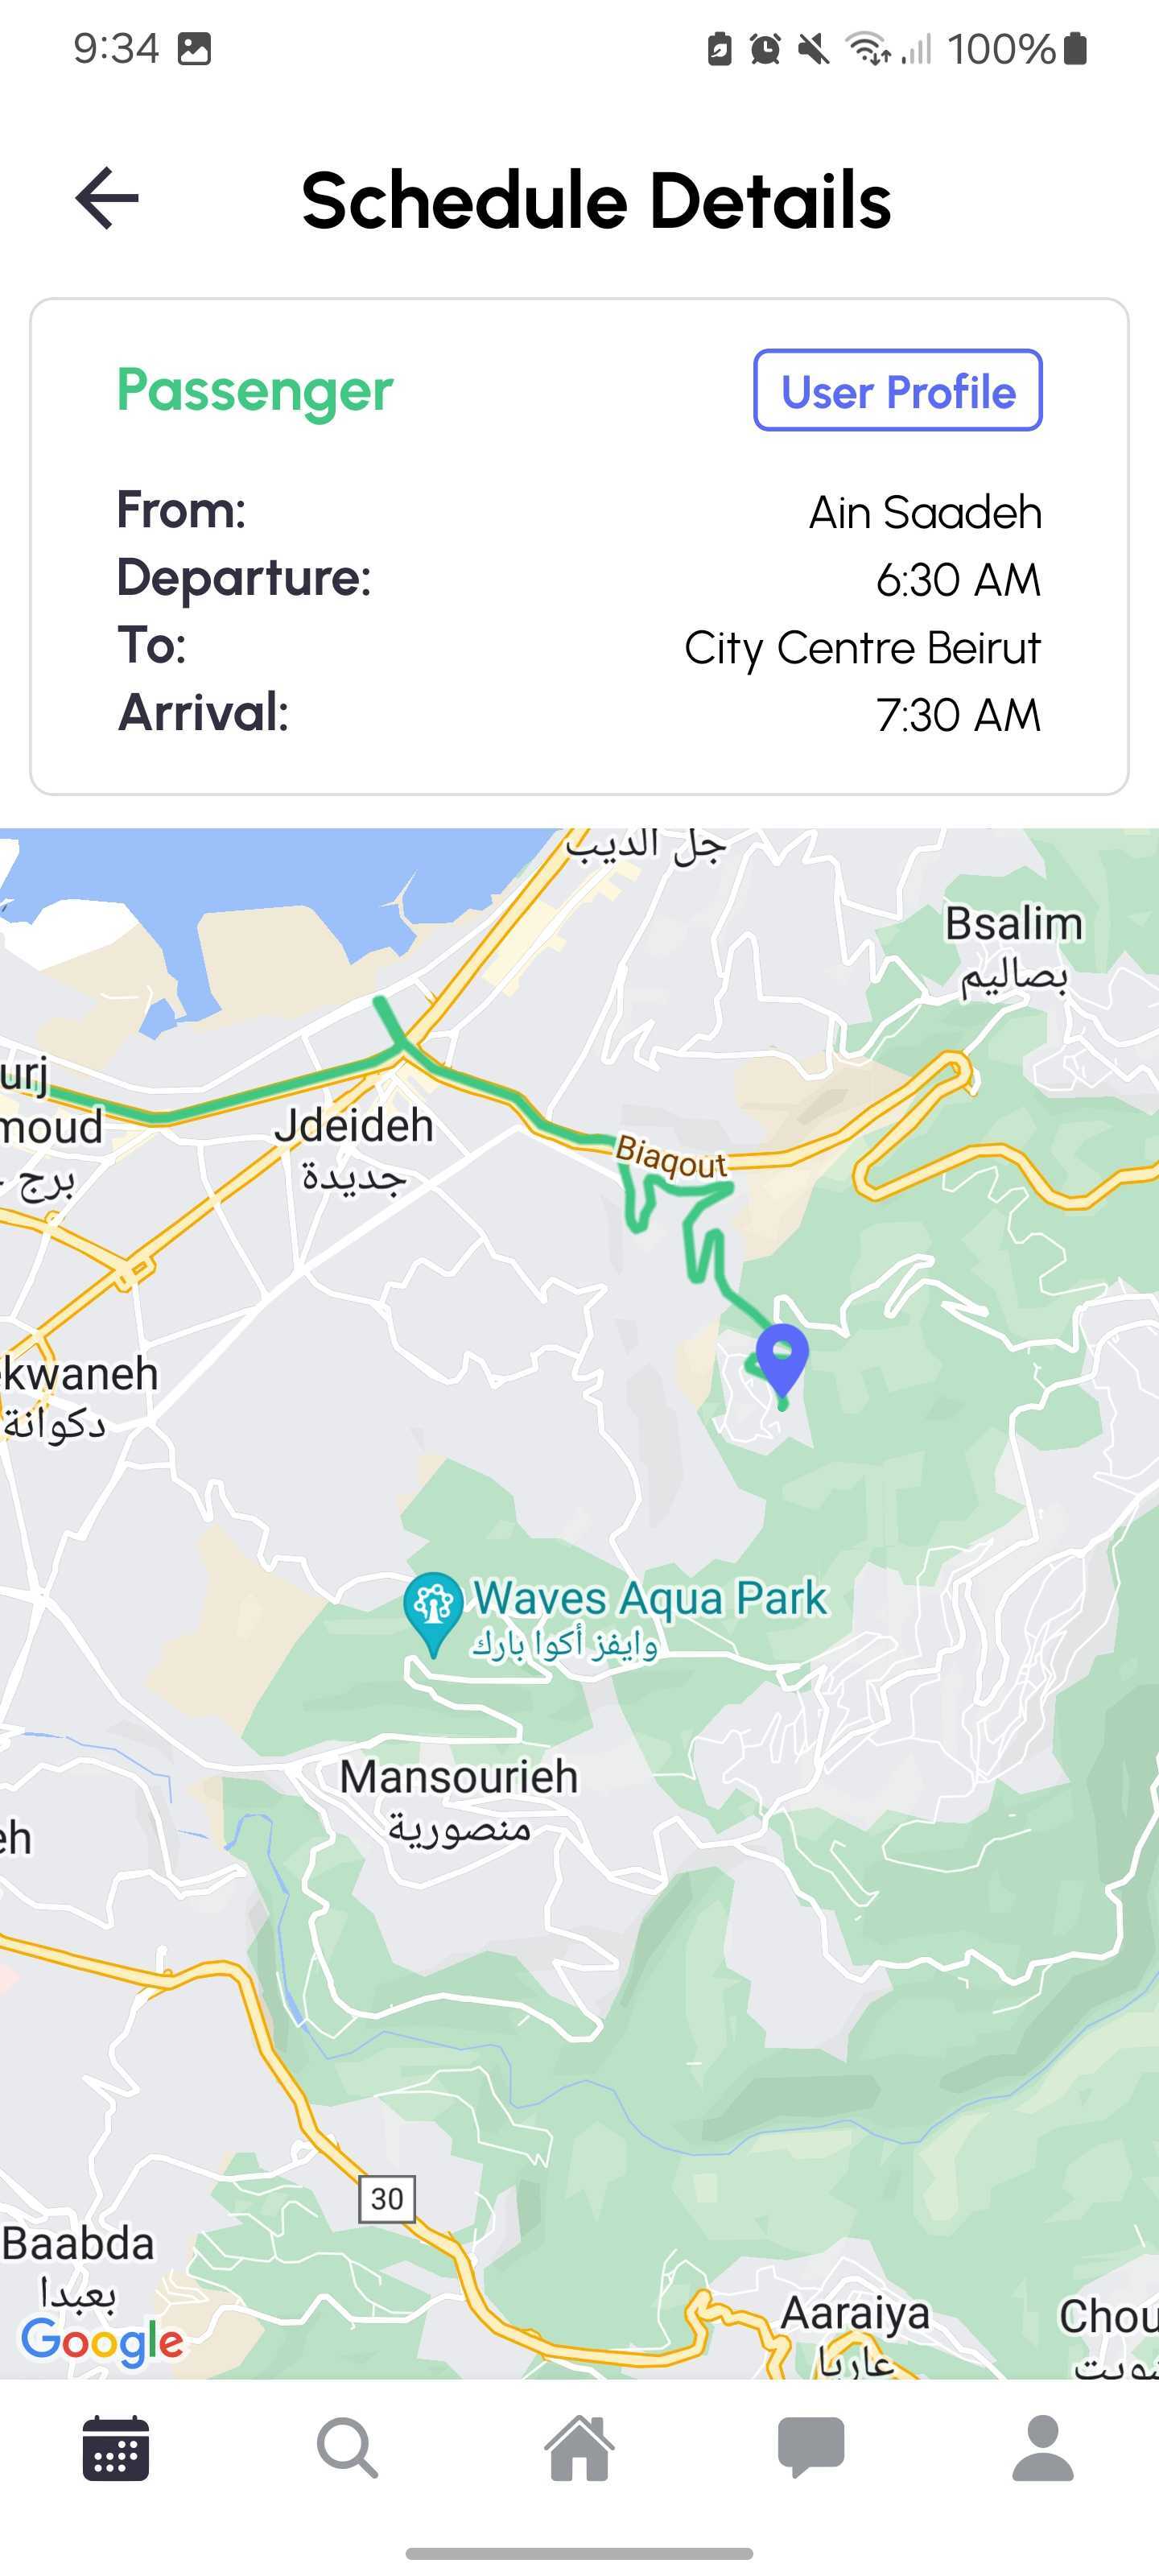 9:34
100%
Schedule Details
Passenger
User Profile
From:
Ain Saadeh
Departure:
6:30 AM
To:
City Centre Beirut
Arrival:
7:30 AM
جل الديب
Bsalim
بصاليم
urj
moud
برج
Jdeideh
جديدة
Biaqout
kwaneh
دكوانة
Waves Aqua Park
وايفز أكوا بارك
Mansourieh
منصورية
eh
30
Baabda
بعبدا
Google
Aaraiya
عاريا
Chou